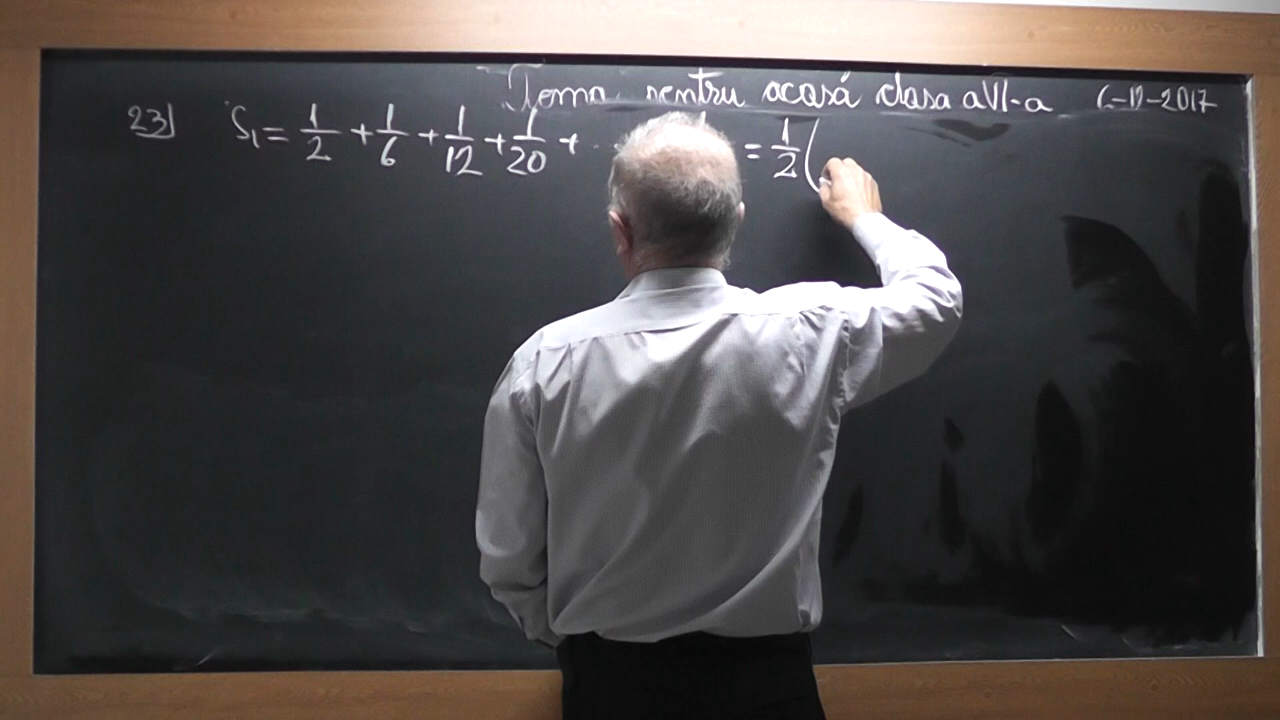 Tema pentru acasă clasa a VI-a 6-12-2017
23) S₁ = 1/2 + 1/6 + 1/12 + 1/20 + ... = 1/2 (